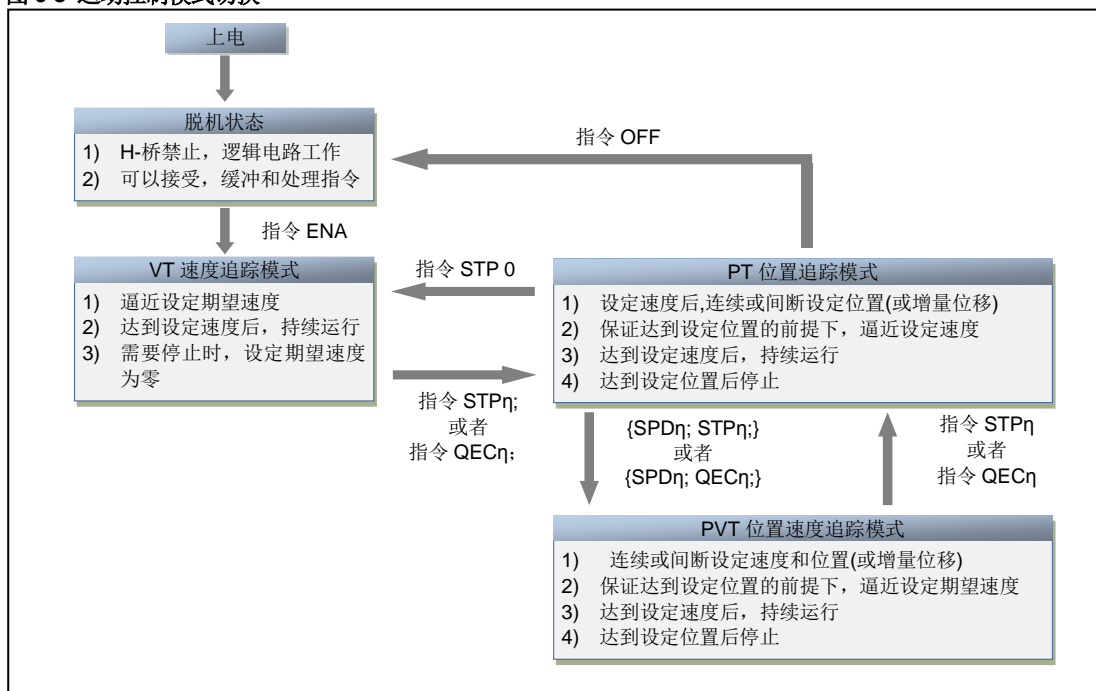 上电
脱机状态
1) H-桥禁止，逻辑电路工作
2) 可以接受，缓冲和处理指令
指令 OFF
指令 ENA
VT 速度追踪模式
1) 逼近设定期望速度
2) 达到设定速度后，持续运行
3) 需要停止时，设定期望速度
为零
指令 STP 0
PT 位置追踪模式
1) 设定速度后,连续或间断设定位置(或增量位移)
2) 保证达到设定位置的前提下，逼近设定速度
3) 达到设定速度后，持续运行
4) 达到设定位置后停止
指令 STPη;
或者
指令 QECη；
{SPDη; STPη;}
或者
{SPDη; QECη;}
指令 STPη
或者
指令 QECη
PVT 位置速度追踪模式
1) 连续或间断设定速度和位置(或增量位移)
2) 保证达到设定位置的前提下，逼近设定期望速度
3) 达到设定速度后，持续运行
4) 达到设定位置后停止